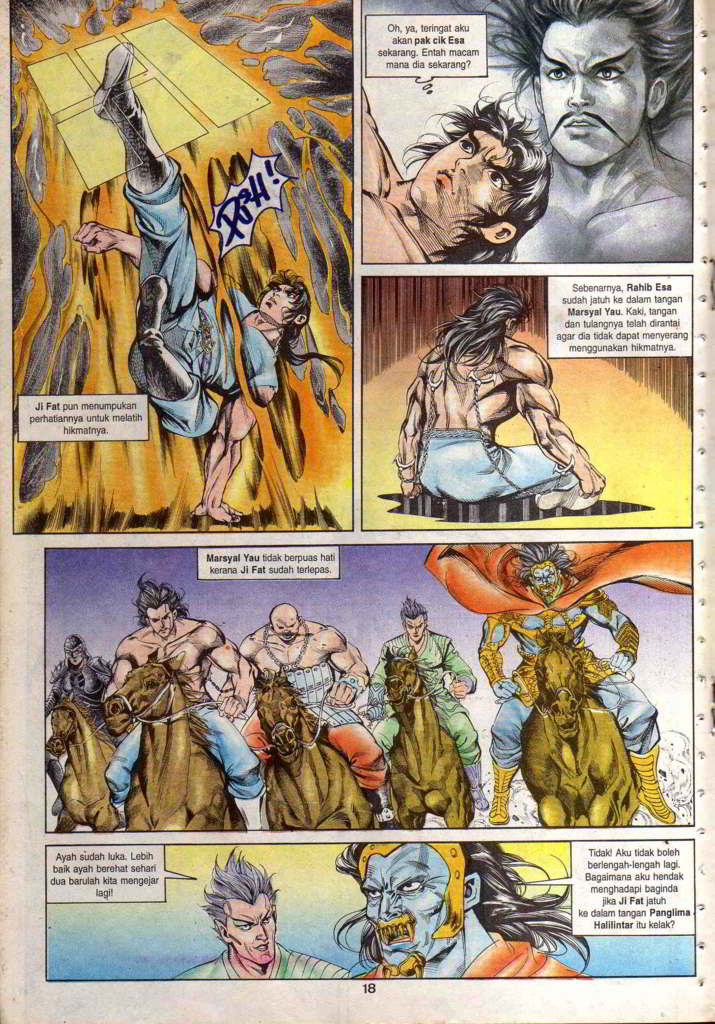 Oh, ya, teringat aku
akan pak cik Esa
sekarang. Entah macam
mana dia sekarang?
Ji Fat pun menumpukan
perhatiannya untuk melatih
hikmatnya.
Sebenarnya, Rahib Esa
sudah jatuh ke dalam tangan
Marsyal Yau. Kaki, tangan
dan tulangnya telah dirantai
agar dia tidak dapat menyerang
menggunakan hikmatnya.
Marsyal Yau tidak berpuas hati
kerana Ji Fat sudah terlepas.
Ayah sudah luka. Lebih
baik ayah berehat sehari
dua barulah kita mengejar
lagi!
Tidak! Aku tidak boleh
berlengah-lengah lagi.
Bagaimana aku hendak
menghadapi baginda
jika Ji Fat jatuh
ke dalam tangan Panglima
Halilintar itu kelak?
18